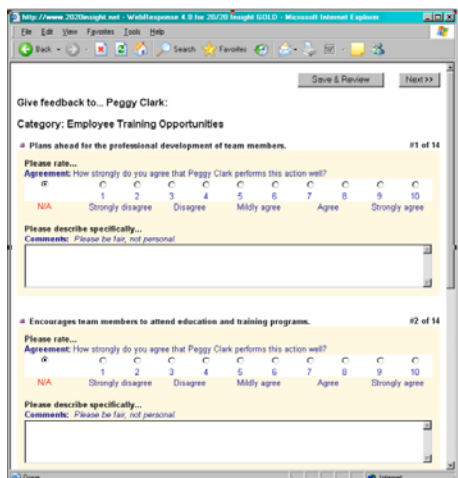 http://www.2020insight.net - WebResponse 4.0 for 20/20 Insight GOLD - Microsoft Internet Explorer
File Edit View Favorites Tools Help
Back Search Favorites
Save & Review Next >>
Give feedback to... Peggy Clark:
Category: Employee Training Opportunities
Plans ahead for the professional development of team members. #1 of 14
Please rate...
Agreement: How strongly do you agree that Peggy Clark performs this action well?
1 2 3 4 5 6 7 8 9 10
N/A Strongly disagree Disagree Mildly agree Agree Strongly agree
Please describe specifically...
Comments: Please be fair, not personal
Encourages team members to attend education and training programs. #2 of 14
Please rate...
Agreement: How strongly do you agree that Peggy Clark performs this action well?
1 2 3 4 5 6 7 8 9 10
N/A Strongly disagree Disagree Mildly agree Agree Strongly agree
Please describe specifically...
Comments: Please be fair, not personal
Done Internet